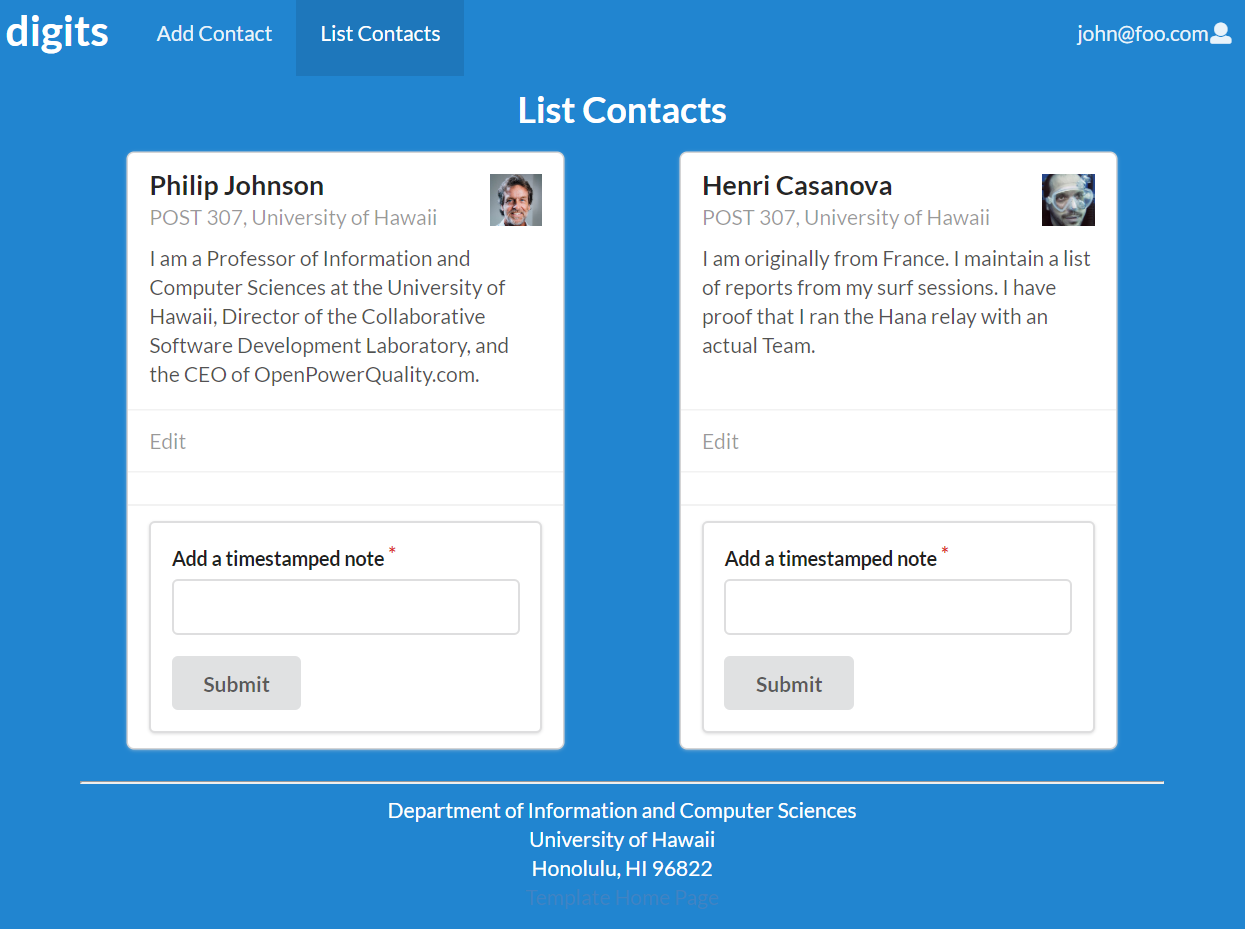 digits
Add Contact
List Contacts
john@foo.com
List Contacts
Philip Johnson
POST 307, University of Hawaii
I am a Professor of Information and
Computer Sciences at the University of
Hawaii, Director of the Collaborative
Software Development Laboratory, and
the CEO of OpenPowerQuality.com.
Edit
Add a timestamped note *
Submit
Henri Casanova
POST 307, University of Hawaii
I am originally from France. I maintain a list
of reports from my surf sessions. I have
proof that I ran the Hana relay with an
actual Team.
Edit
Add a timestamped note *
Submit
Department of Information and Computer Sciences
University of Hawaii
Honolulu, HI 96822
Template Home Page